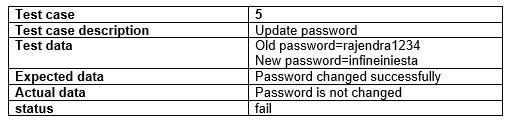 Test case 5
Test case description Update password
Test data Old password=rajendra1234
New password=infineiniesta
Expected data Password changed successfully
Actual data Password is not changed
status fail